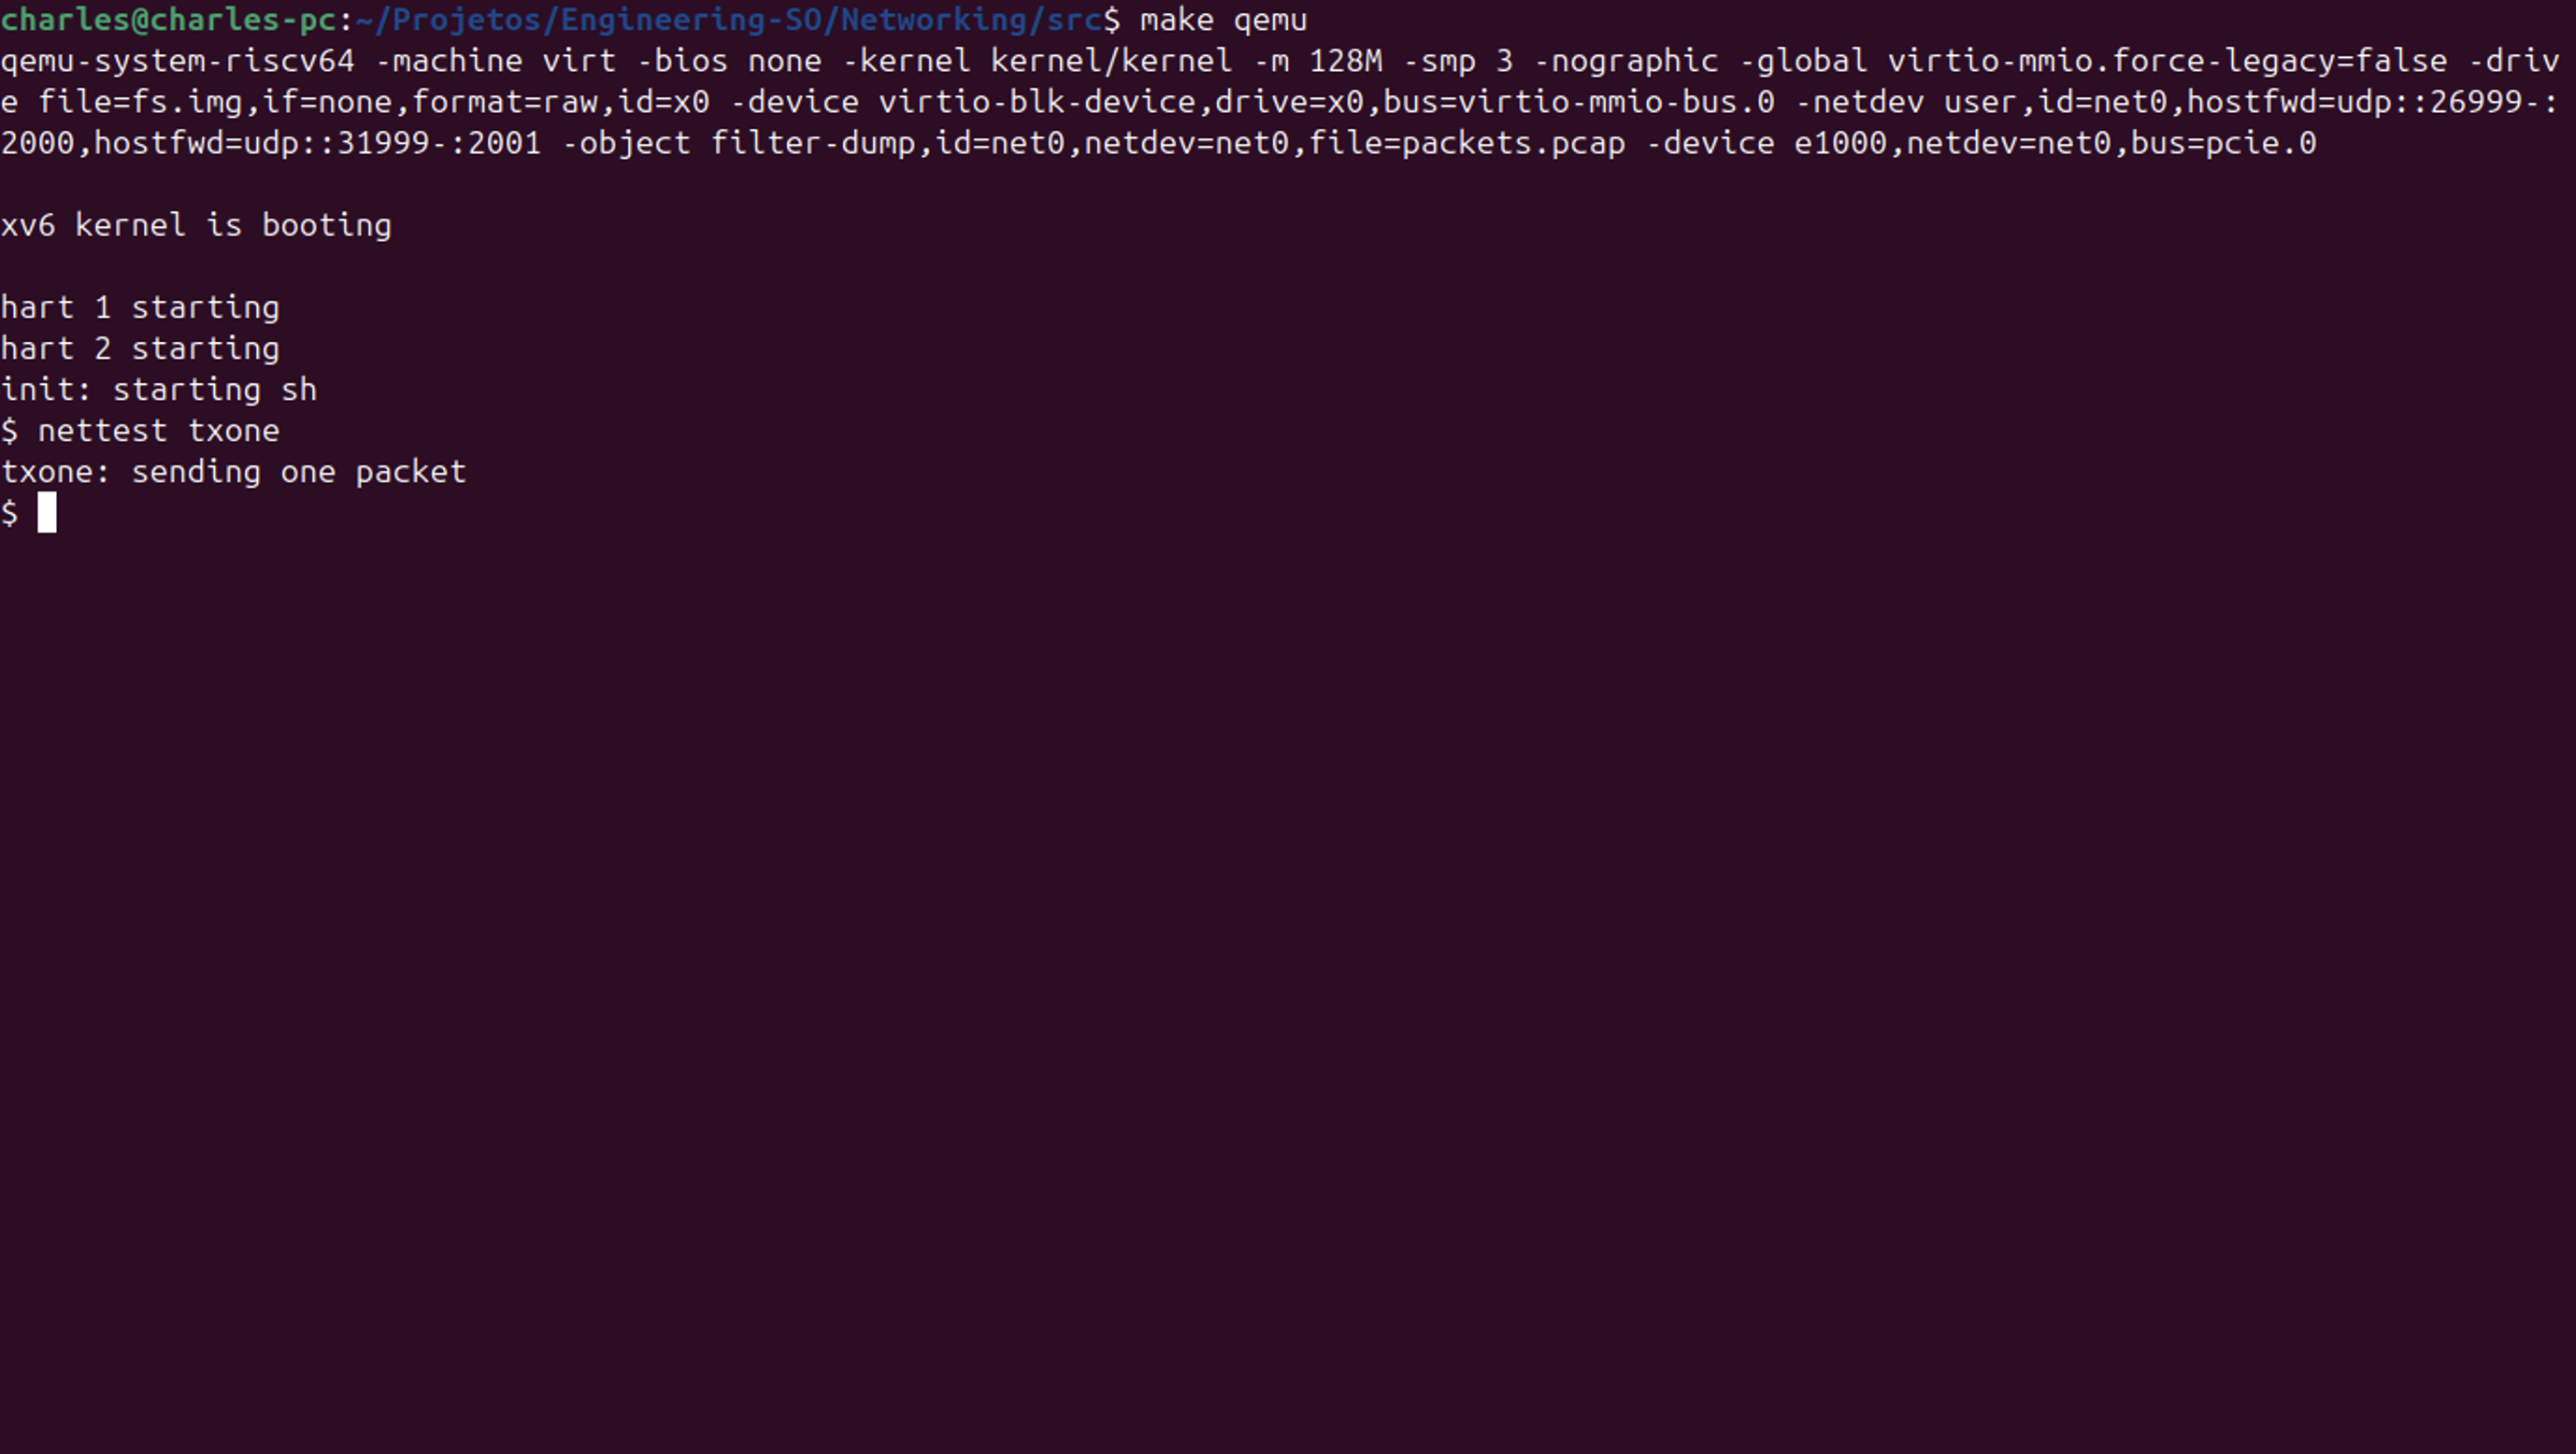 charles@charles-pc:~/Projetos/Engineering-SO/Networking/src$ make qemu
qemu-system-riscv64 -machine virt -bios none -kernel kernel/kernel -m 128M -smp 3 -nographic -global virtio-mmio.force-legacy=false -driv
e file=fs.img,if=none,format=raw,id=x0 -device virtio-blk-device,drive=x0,bus=virtio-mmio-bus.0 -netdev user,id=net0,hostfwd=udp::26999-:
2000,hostfwd=udp::31999-:2001 -object filter-dump,id=net0,netdev=net0,file=packets.pcap -device e1000,netdev=net0,bus=pcie.0
xv6 kernel is booting
hart 1 starting
hart 2 starting
init: starting sh
$ nettest txone
txone: sending one packet
$